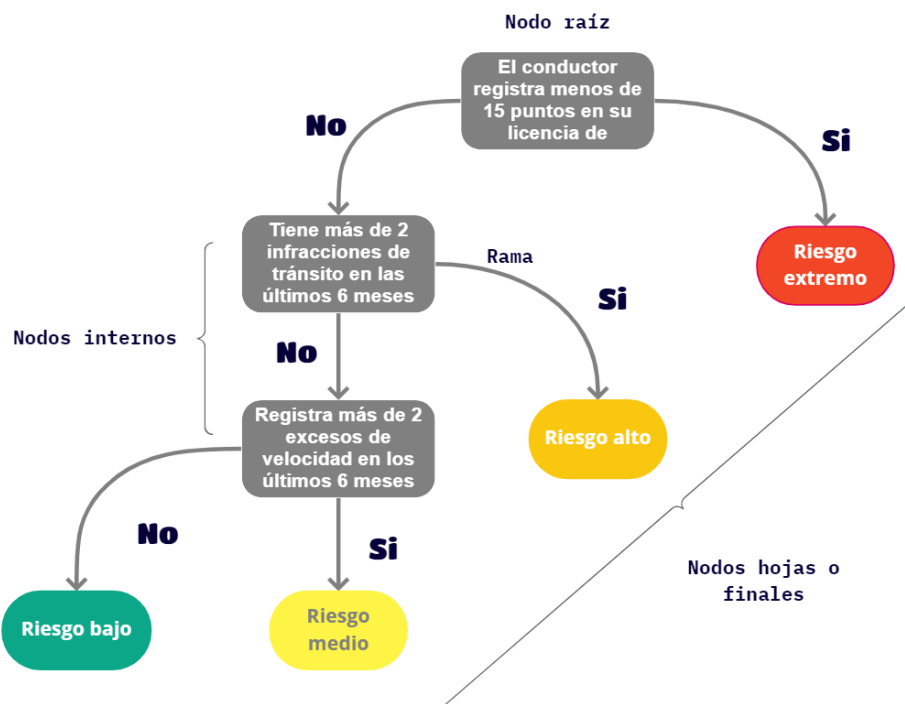 Nodo raíz
El conductor
registra menos de
15 puntos en su
licencia de
No
Si
Tiene más de 2
infracciones de
tránsito en las
últimos 6 meses
Rama
Riesgo
extremo
Si
Nodos internos
No
Registra más de 2
excesos de
velocidad en los
últimos 6 meses
Riesgo alto
No
Si
Nodos hojas o
finales
Riesgo bajo
Riesgo
medio